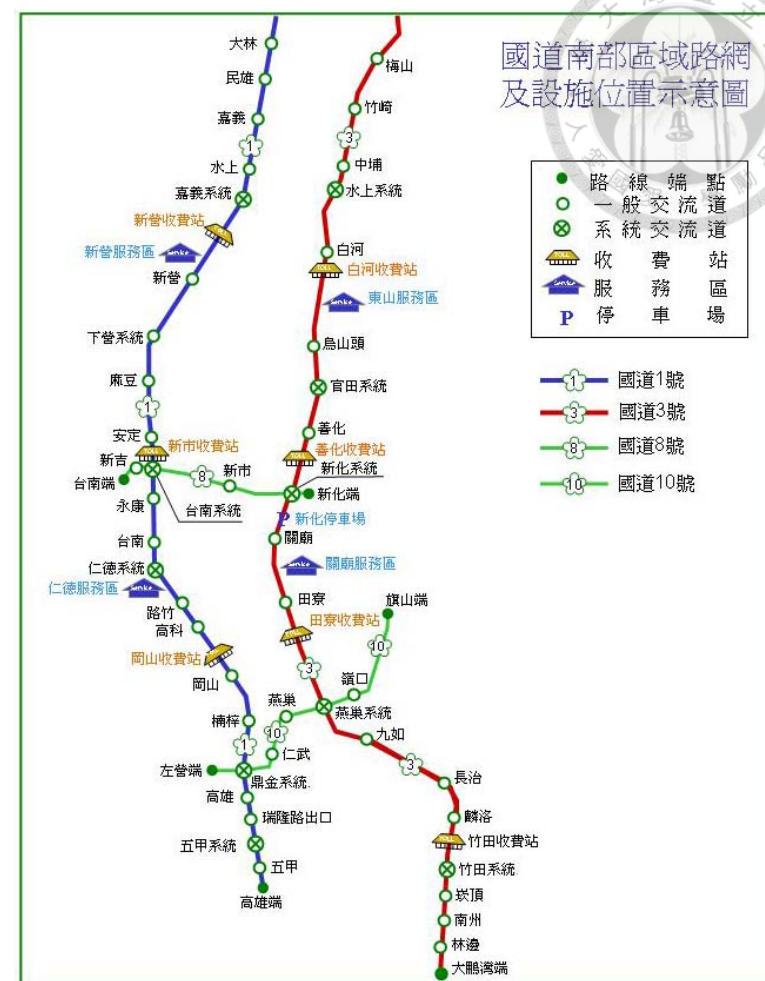 國道南部區域路網
及設施位置示意圖
路線端點
一般交流道
系統交流道
TOLL
收費站
服務區
P
停車場
1
國道1號
3
國道3號
8
國道8號
10
國道10號
大林
民雄
嘉義
1
水上
嘉義系統
新營收費站
TOLL
新營服務區
新營
下營系統
麻豆
1
安定
TOLL
新市收費站
新吉
台南端
8
新市
台南系統
永康
台南
仁德系統
仁德服務區
路竹
高科
岡山收費站
岡山
楠梓
1
左營端
鼎金系統
高雄
瑞隆路出口
五甲系統
五甲
高雄端
梅山
竹崎
3
中埔
水上系統
白河
TOLL
白河收費站
東山服務區
烏山頭
官田系統
善化
TOLL
善化收費站
新化系統
新化端
P
新化停車場
關廟
關廟服務區
田寮
TOLL
田寮收費站
旗山端
10
3
嶺口
燕巢
燕巢系統
10
仁武
九如
3
長治
麟洛
TOLL
竹田收費站
竹田系統
崁頂
南州
林邊
大鵬灣端